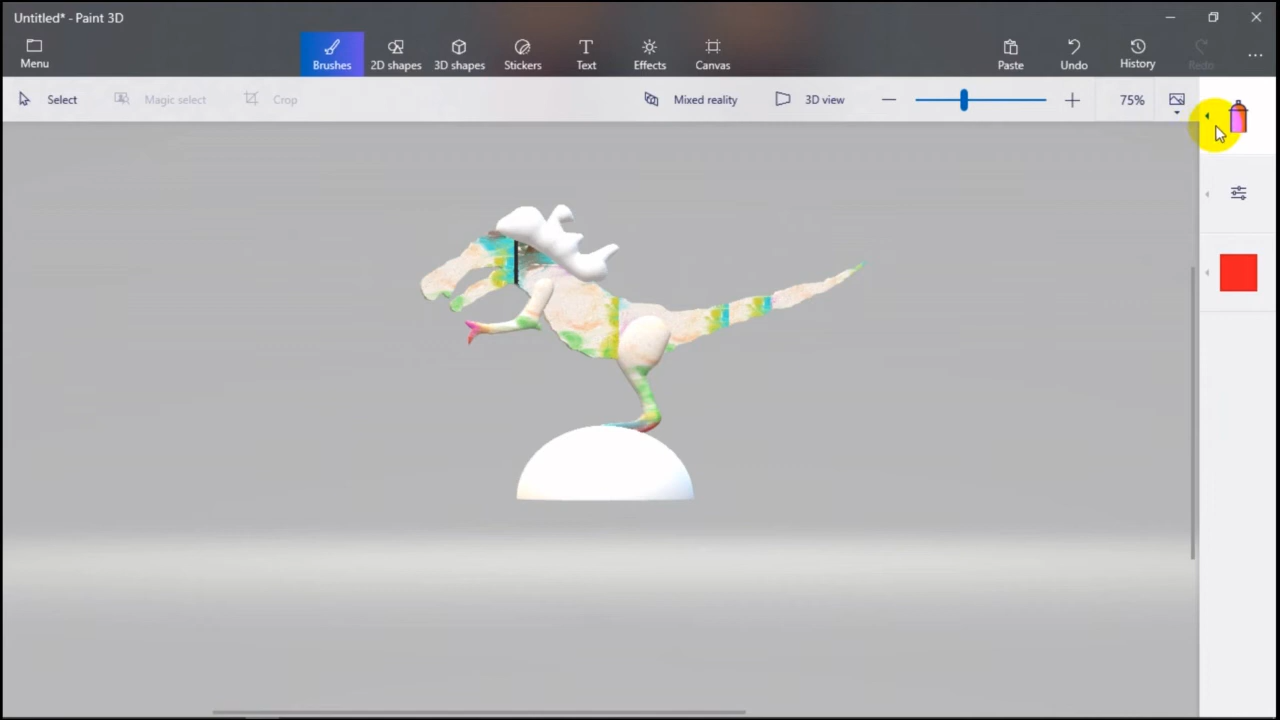 Untitled* - Paint 3D
Menu
Brushes
2D shapes
3D shapes
Stickers
Text
Effects
Canvas
Paste
Undo
History
Redo
Select
Magic select
Crop
Mixed reality
3D view
75%